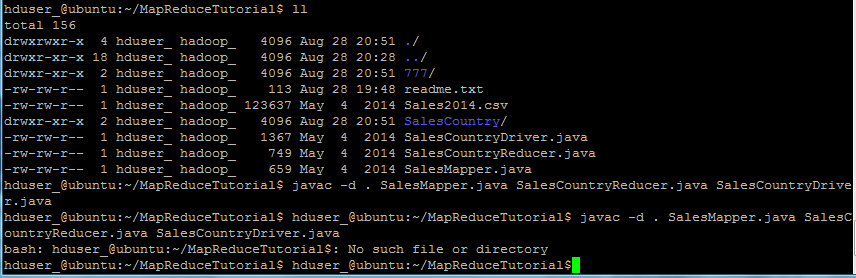 hduser_@ubuntu:~/MapReduceTutorial$ ll
total 156
drwxrwxr-x  4 hduser_ hadoop_   4096 Aug 28 20:51 ./
drwxr-xr-x 18 hduser_ hadoop_   4096 Aug 28 20:28 ../
drwxr-xr-x  2 hduser_ hadoop_   4096 Aug 28 20:51 777/
-rw-rw-r--  1 hduser_ hadoop_    113 Aug 28 19:48 readme.txt
-rw-rw-r--  1 hduser_ hadoop_ 123637 May  4  2014 Sales2014.csv
drwxr-xr-x  2 hduser_ hadoop_   4096 Aug 28 20:51 SalesCountry/
-rw-rw-r--  1 hduser_ hadoop_   1367 May  4  2014 SalesCountryDriver.java
-rw-rw-r--  1 hduser_ hadoop_    749 May  4  2014 SalesCountryReducer.java
-rw-rw-r--  1 hduser_ hadoop_    659 May  4  2014 SalesMapper.java
hduser_@ubuntu:~/MapReduceTutorial$ javac -d . SalesMapper.java SalesCountryReducer.java SalesCountryDrive
r.java
hduser_@ubuntu:~/MapReduceTutorial$ hduser_@ubuntu:~/MapReduceTutorial$ javac -d . SalesMapper.java SalesC
ountryReducer.java SalesCountryDriver.java
bash: hduser_@ubuntu:~/MapReduceTutorial$: No such file or directory
hduser_@ubuntu:~/MapReduceTutorial$ hduser_@ubuntu:~/MapReduceTutorial$